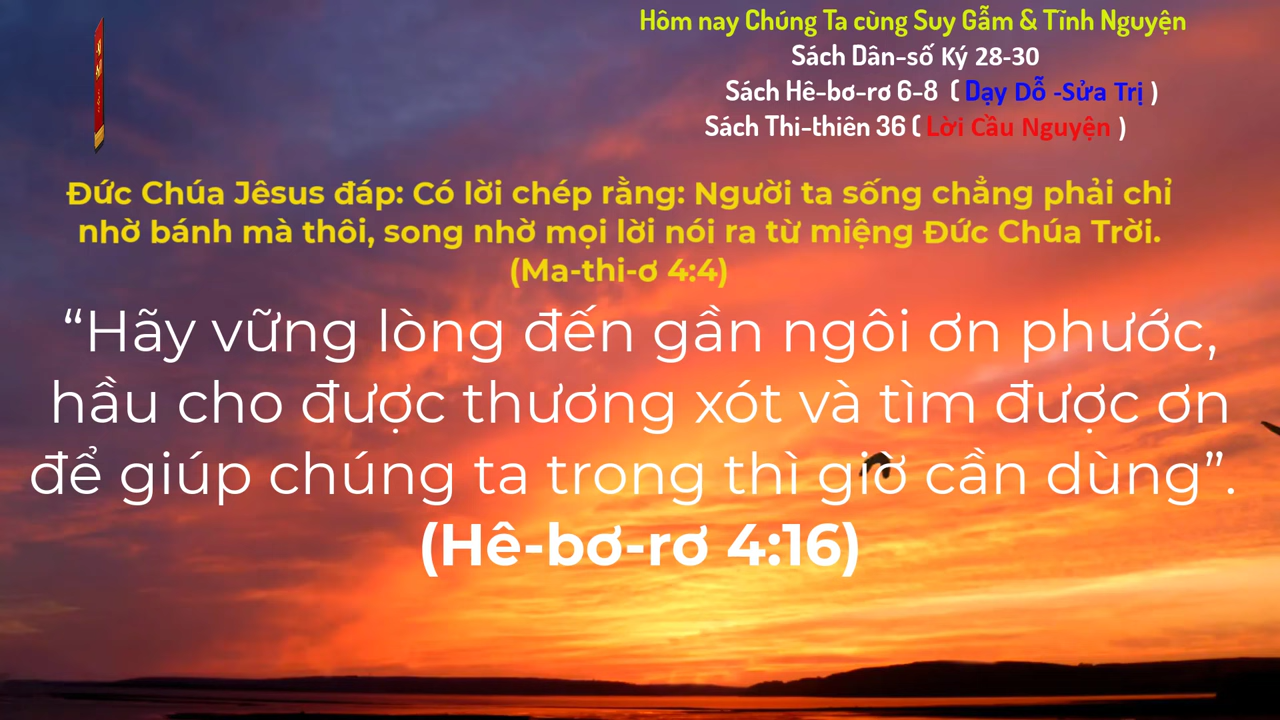 Hôm nay Chúng Ta cùng Suy Gẫm & Tĩnh Nguyện
Sách Dân-số Ký 28-30
Sách Hê-bơ-rơ 6-8 ( Dạy Dỗ -Sửa Trị )
Sách Thi-thiên 36 ( Lời Cầu Nguyện )
Đức Chúa Jêsus đáp: Có lời chép rằng: Người ta sống chẳng phải chỉ
nhờ bánh mà thôi, song nhờ mọi lời nói ra từ miệng Đức Chúa Trời.
(Ma-thi-ơ 4:4)
“Hãy vững lòng đến gần ngôi ơn phước,
hầu cho được thương xót và tìm được ơn
để giúp chúng ta trong thì giờ cần dùng”.
(Hê-bơ-rơ 4:16)